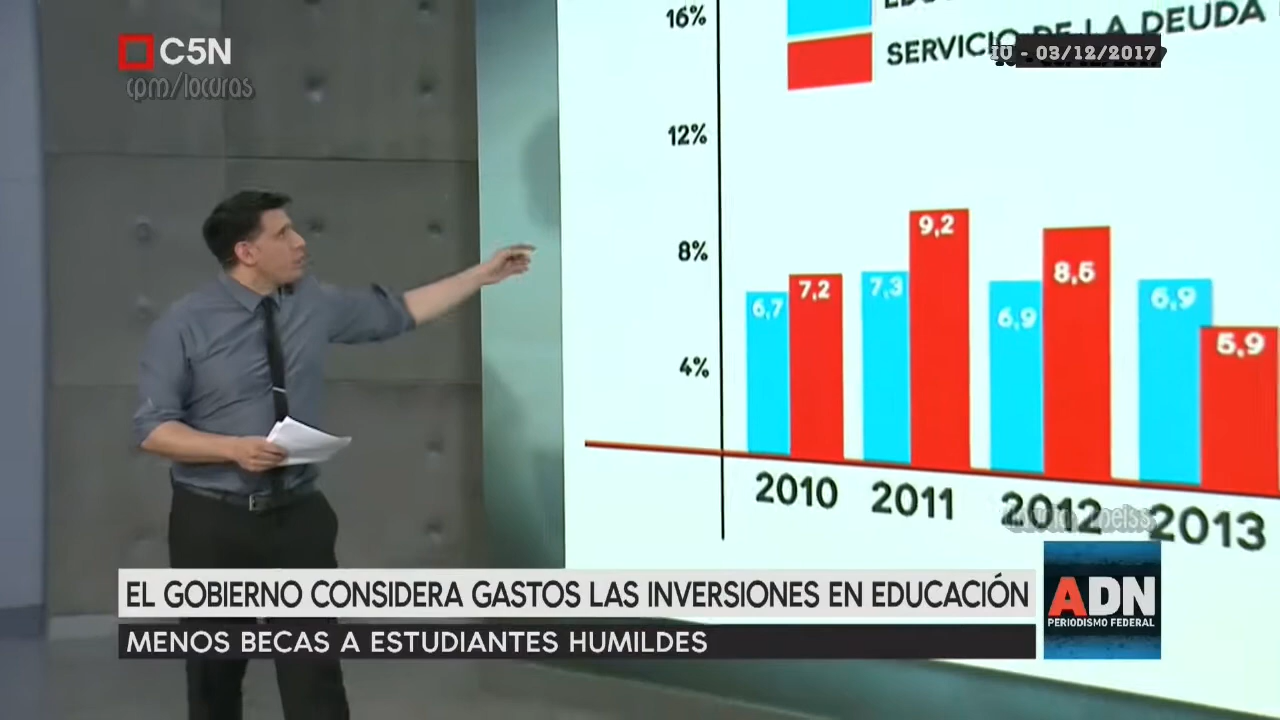 C5N
cpm/locuras
16%
SERVICIO DE LA DEUDA
- 03/12/2017
12%
8%
4%
6,7
7,2
7,3
9,2
6,9
8,5
6,9
5,9
2010
2011
2012
2013
EL GOBIERNO CONSIDERA GASTOS LAS INVERSIONES EN EDUCACIÓN
MENOS BECAS A ESTUDIANTES HUMILDES
ADN
PERIODISMO FEDERAL